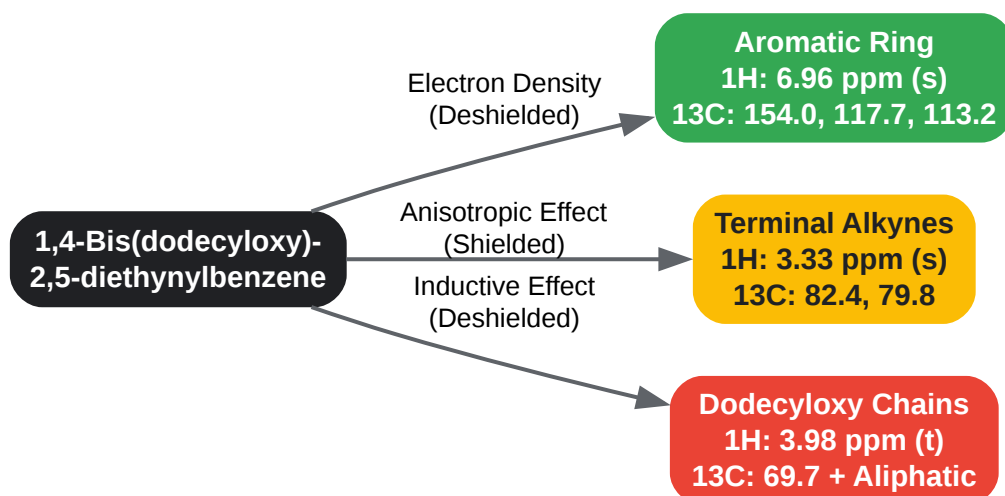 1,4-Bis(dodecyloxy)-
2,5-diethynylbenzene
Electron Density
(Deshielded)
Anisotropic Effect
(Shielded)
Inductive Effect
(Deshielded)
Aromatic Ring
1H: 6.96 ppm (s)
13C: 154.0, 117.7, 113.2
Terminal Alkynes
1H: 3.33 ppm (s)
13C: 82.4, 79.8
Dodecyloxy Chains
1H: 3.98 ppm (t)
13C: 69.7 + Aliphatic